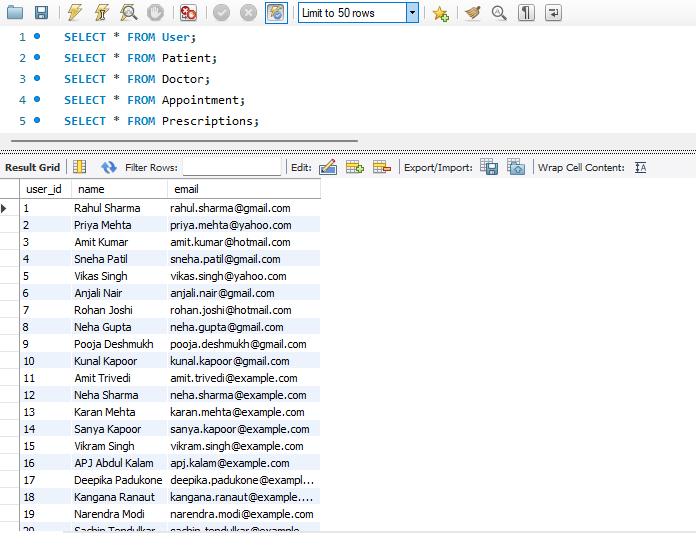 Limit to 50 rows
1 SELECT * FROM User;
2 SELECT * FROM Patient;
3 SELECT * FROM Doctor;
4 SELECT * FROM Appointment;
5 SELECT * FROM Prescriptions;
Result Grid Filter Rows: Edit: Export/Import: Wrap Cell Content: IA
user_id name email
1 Rahul Sharma rahul.sharma@gmail.com
2 Priya Mehta priya.mehta@yahoo.com
3 Amit Kumar amit.kumar@hotmail.com
4 Sneha Patil sneha.patil@gmail.com
5 Vikas Singh vikas.singh@yahoo.com
6 Anjali Nair anjali.nair@gmail.com
7 Rohan Joshi rohan.joshi@hotmail.com
8 Neha Gupta neha.gupta@gmail.com
9 Pooja Deshmukh pooja.deshmukh@gmail.com
10 Kunal Kapoor kunal.kapoor@gmail.com
11 Amit Trivedi amit.trivedi@example.com
12 Neha Sharma neha.sharma@example.com
13 Karan Mehta karan.mehta@example.com
14 Sanya Kapoor sanya.kapoor@example.com
15 Vikram Singh vikram.singh@example.com
16 APJ Abdul Kalam apj.kalam@example.com
17 Deepika Padukone deepika.padukone@exampl...
18 Kangana Ranaut kangana.ranaut@example....
19 Narendra Modi narendra.modi@example.com
20 Sachin Tendulkar sachin.tendulkar@example...